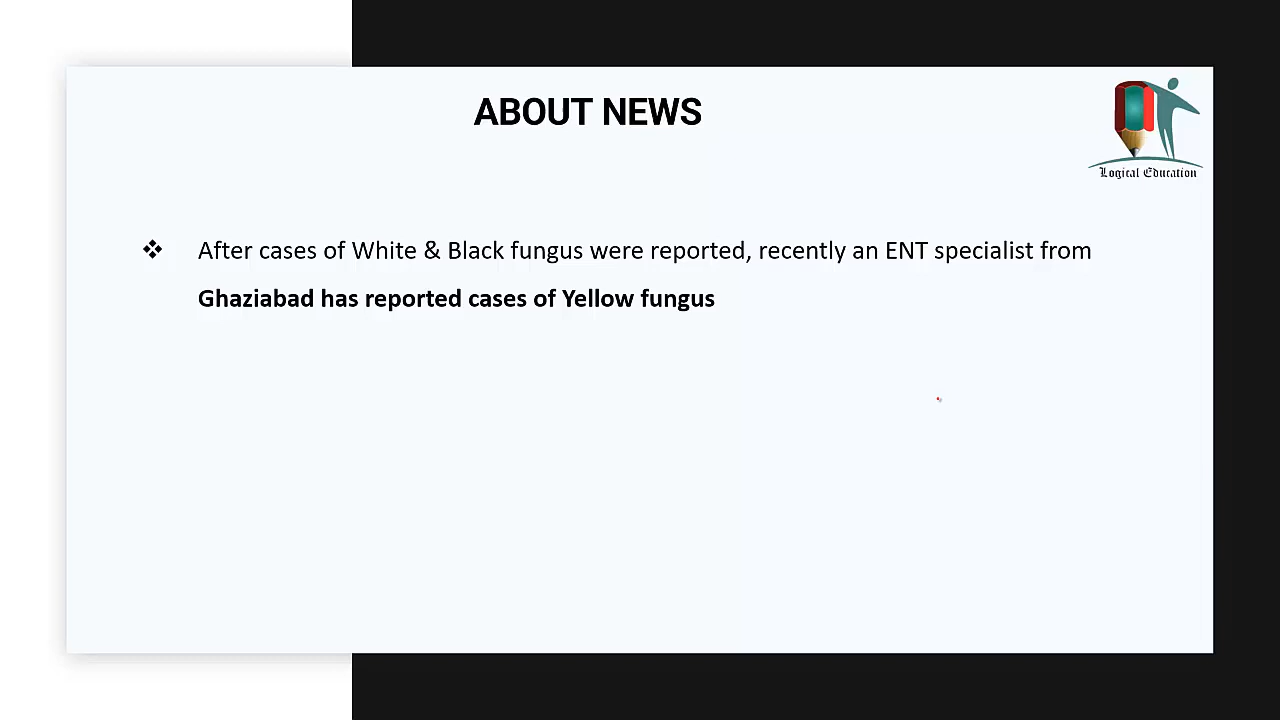 ABOUT NEWS
Logical Education
❖ After cases of White & Black fungus were reported, recently an ENT specialist from
Ghaziabad has reported cases of Yellow fungus